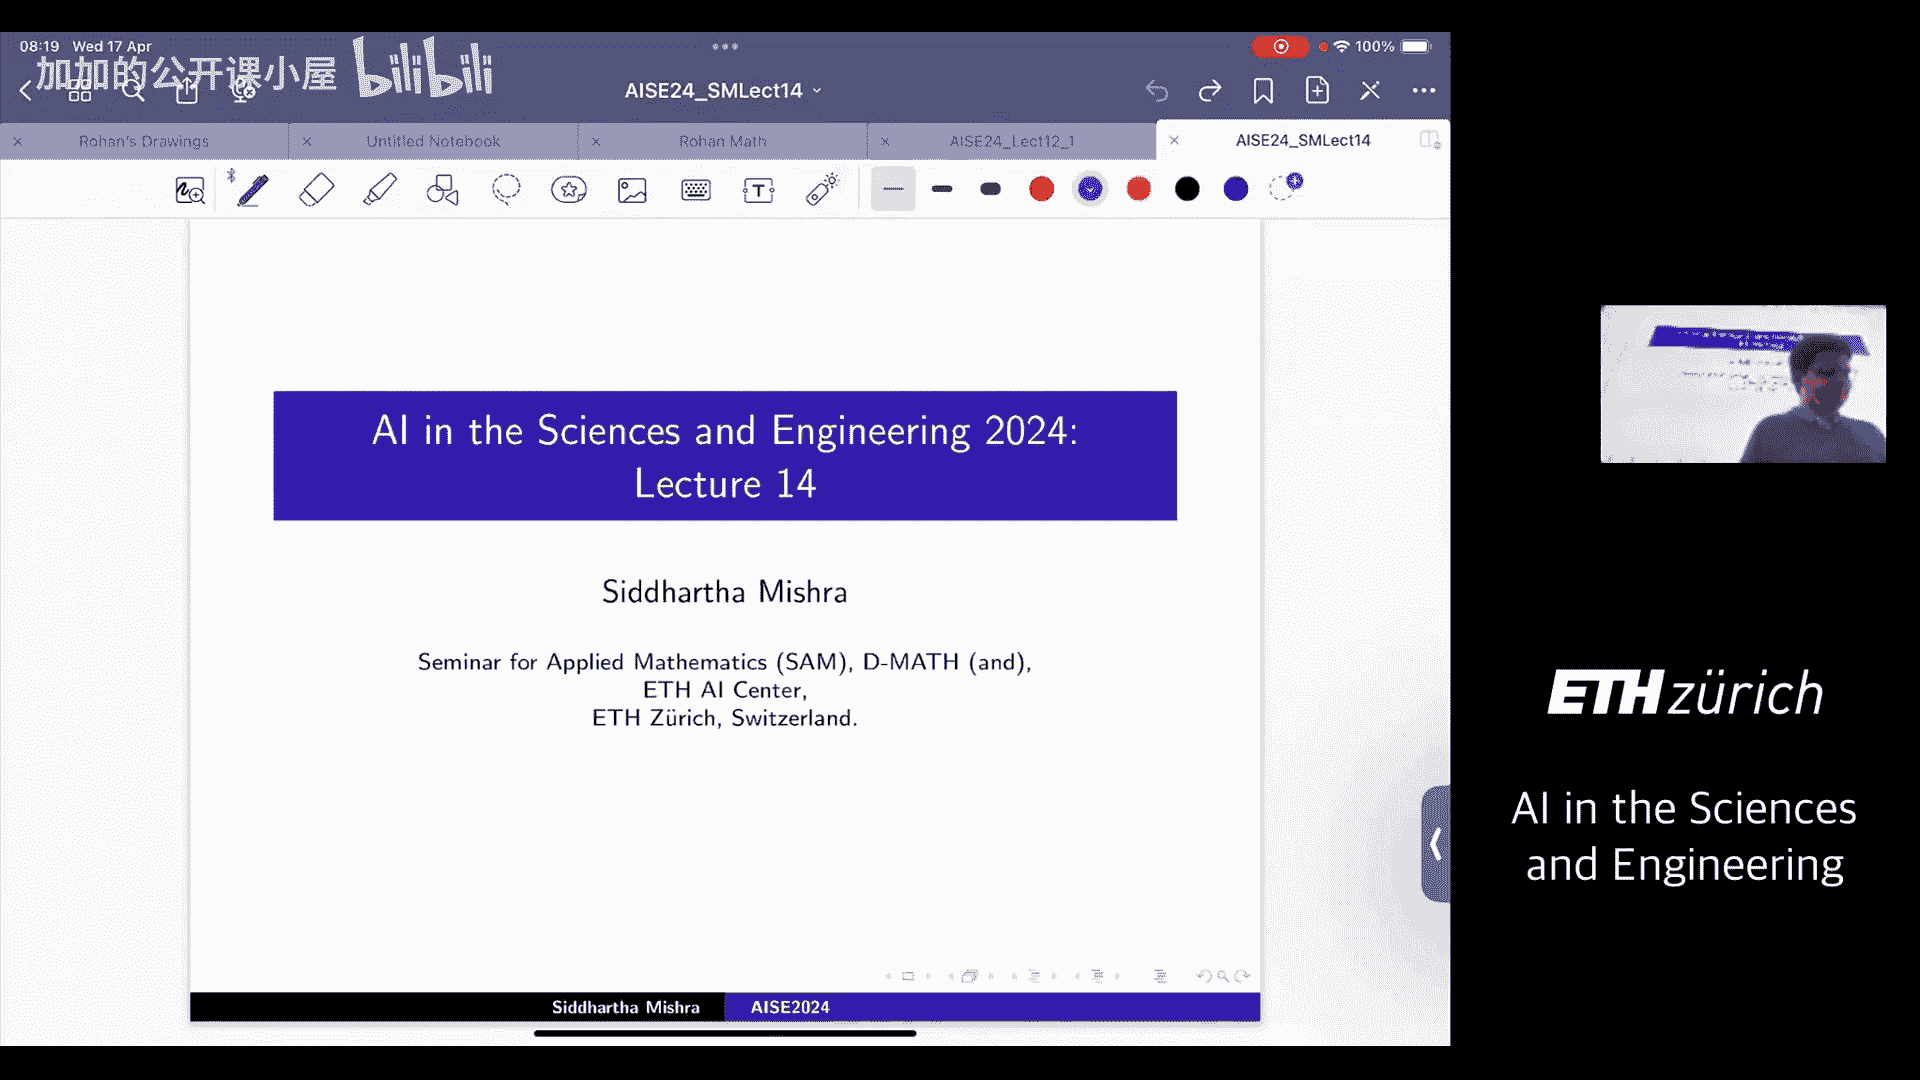 08:19 Wed 17 Apr
100%
加加的公开课小屋 bilibili
AISE24_SMLect14
Rohan's Drawings
Untitled Notebook
Rohan Math
AISE24_Lect12_1
AISE24_SMLect14
T
AI in the Sciences and Engineering 2024:
Lecture 14
Siddhartha Mishra
Seminar for Applied Mathematics (SAM), D-MATH (and),
ETH AI Center,
ETH Zürich, Switzerland.
Siddhartha Mishra AISE2024
ETH zürich
AI in the Sciences
and Engineering